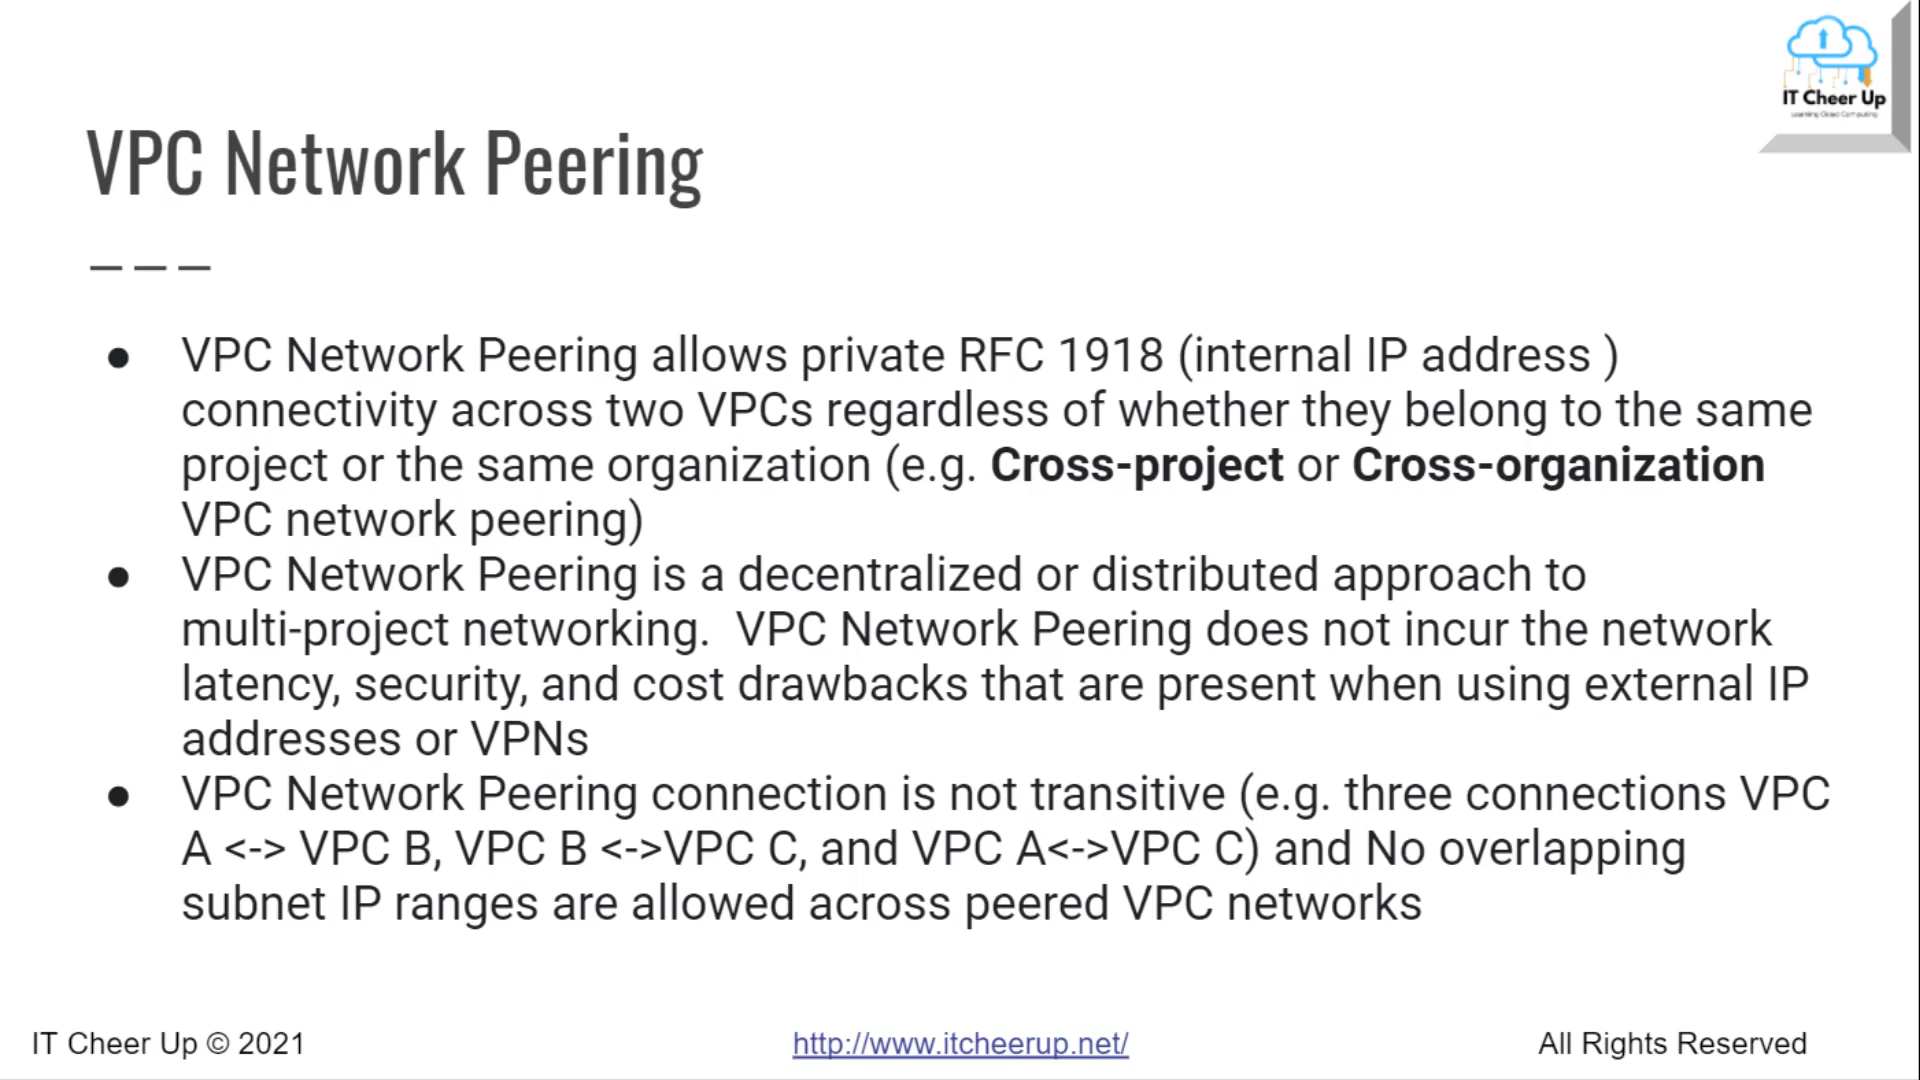 IT Cheer Up
Learning Cloud Computing
VPC Network Peering
● VPC Network Peering allows private RFC 1918 (internal IP address )
connectivity across two VPCs regardless of whether they belong to the same
project or the same organization (e.g. Cross-project or Cross-organization
VPC network peering)
● VPC Network Peering is a decentralized or distributed approach to
multi-project networking.  VPC Network Peering does not incur the network
latency, security, and cost drawbacks that are present when using external IP
addresses or VPNs
● VPC Network Peering connection is not transitive (e.g. three connections VPC
A <-> VPC B, VPC B <->VPC C, and VPC A<->VPC C) and No overlapping
subnet IP ranges are allowed across peered VPC networks
IT Cheer Up © 2021
http://www.itcheerup.net/
All Rights Reserved